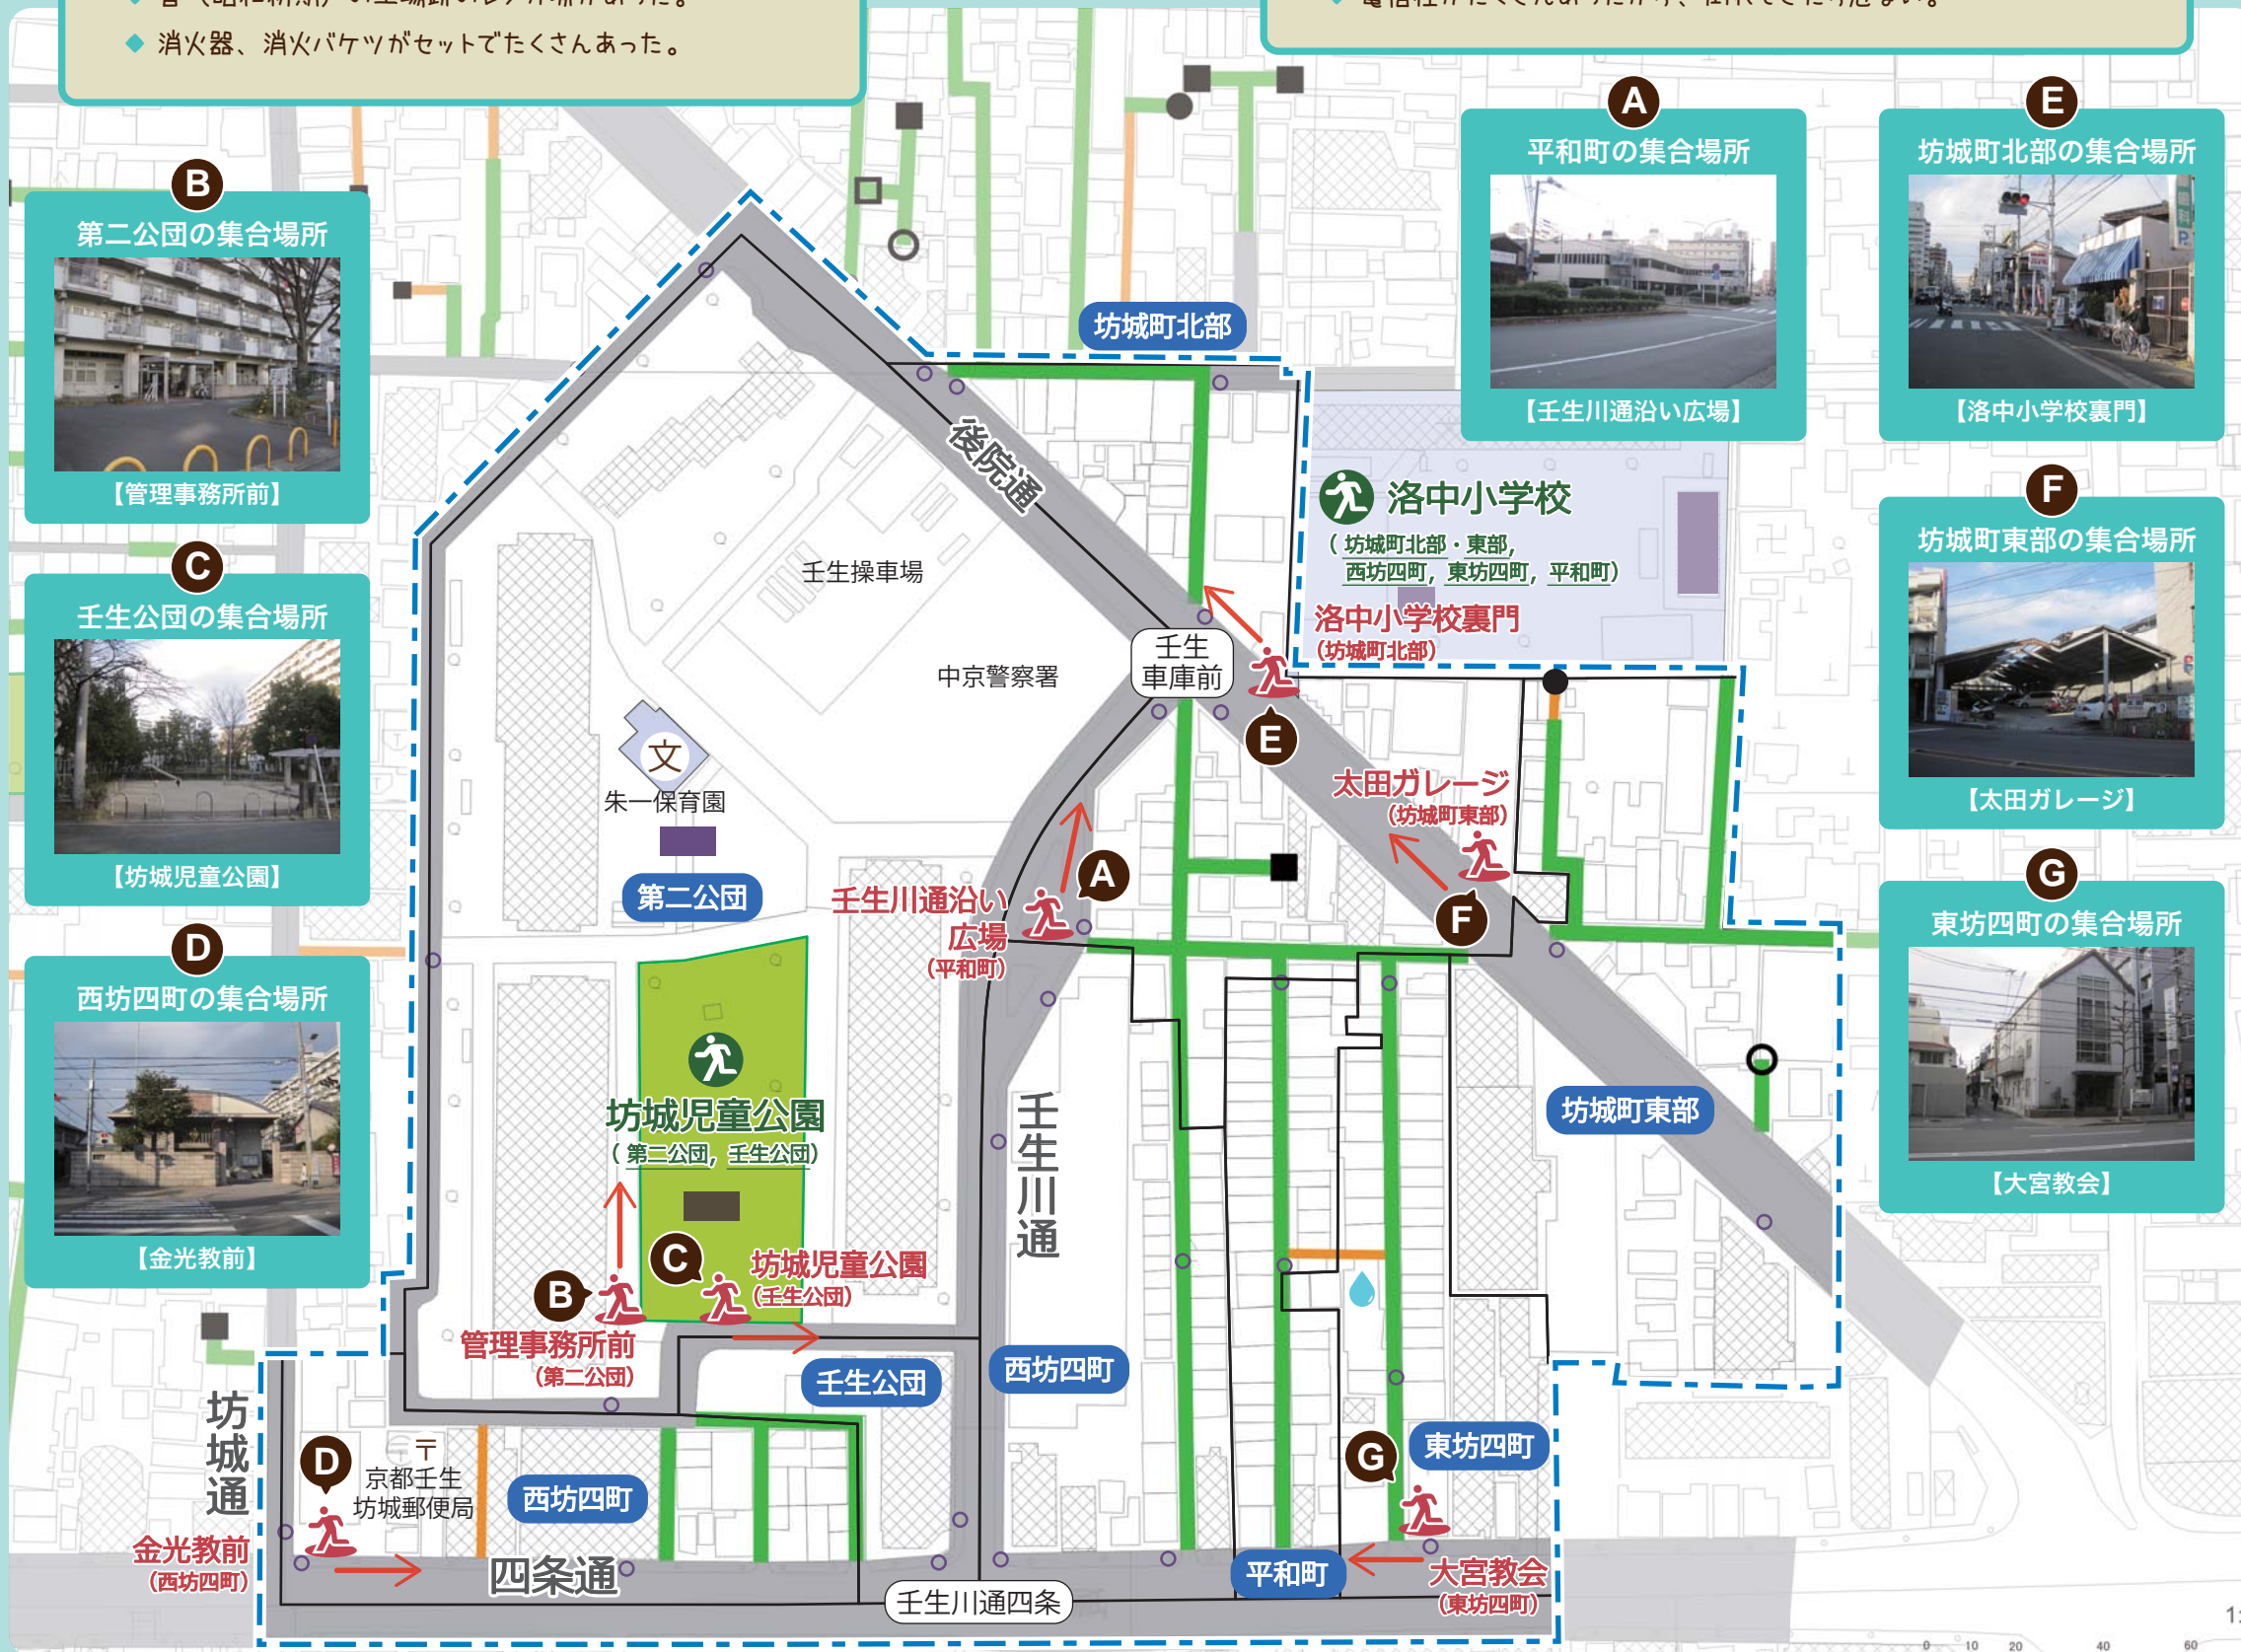 消火器、消火バケツがセットでたくさんあった。
A
平和町の集合場所
【壬生川通沿い広場】
E
坊城町北部の集合場所
【洛中小学校裏門】
B
第二公団の集合場所
【管理事務所前】
C
壬生公団の集合場所
【坊城児童公園】
D
西坊四町の集合場所
【金光教前】
F
坊城町東部の集合場所
【太田ガレージ】
G
東坊四町の集合場所
【大宮教会】
坊城町北部
後院通
洛中小学校
（坊城町北部・東部，
西坊四町，東坊四町，平和町）
洛中小学校裏門
（坊城町北部）
壬生操車場
中京警察署
壬生
車庫前
E
文
朱一保育園
第二公団
太田ガレージ
（坊城町東部）
F
A
壬生川通沿い
広場
（平和町）
坊城児童公園
（第二公団，壬生公団）
壬生川通
坊城町東部
C
坊城児童公園
（壬生公団）
B
管理事務所前
（第二公団）
壬生公団
西坊四町
坊城通
D
〒
京都壬生
坊城郵便局
西坊四町
金光教前
（西坊四町）
四条通
G
東坊四町
平和町
大宮教会
（東坊四町）
壬生川通四条
0 10 20 40 60